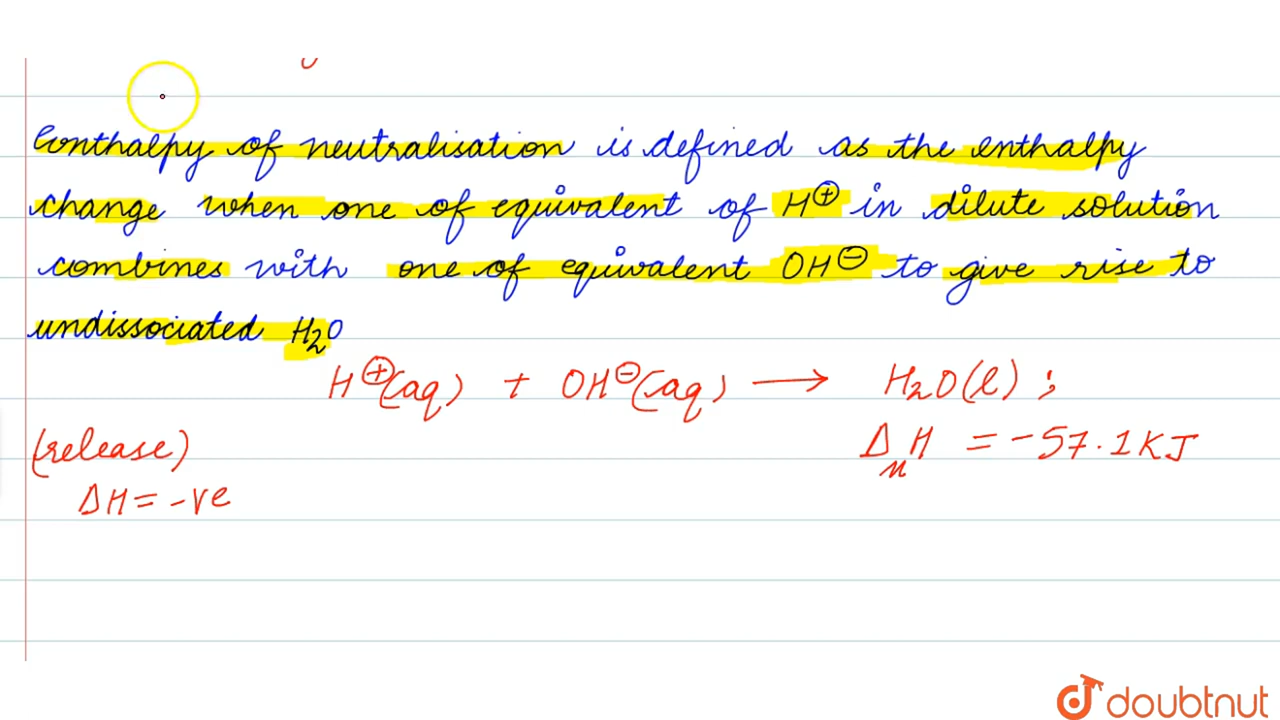 Enthalpy of neutralisation is defined as the enthalpy
change when one of equivalent of H⊕ in dilute solution
combines with one of equivalent OH⊖ to give rise to
undissociated H₂O
H⊕(aq) + OH⊖(aq) → H₂O(l) ;
(release) ΔₙH = -57.1KJ
ΔH = -ve
doubtnut